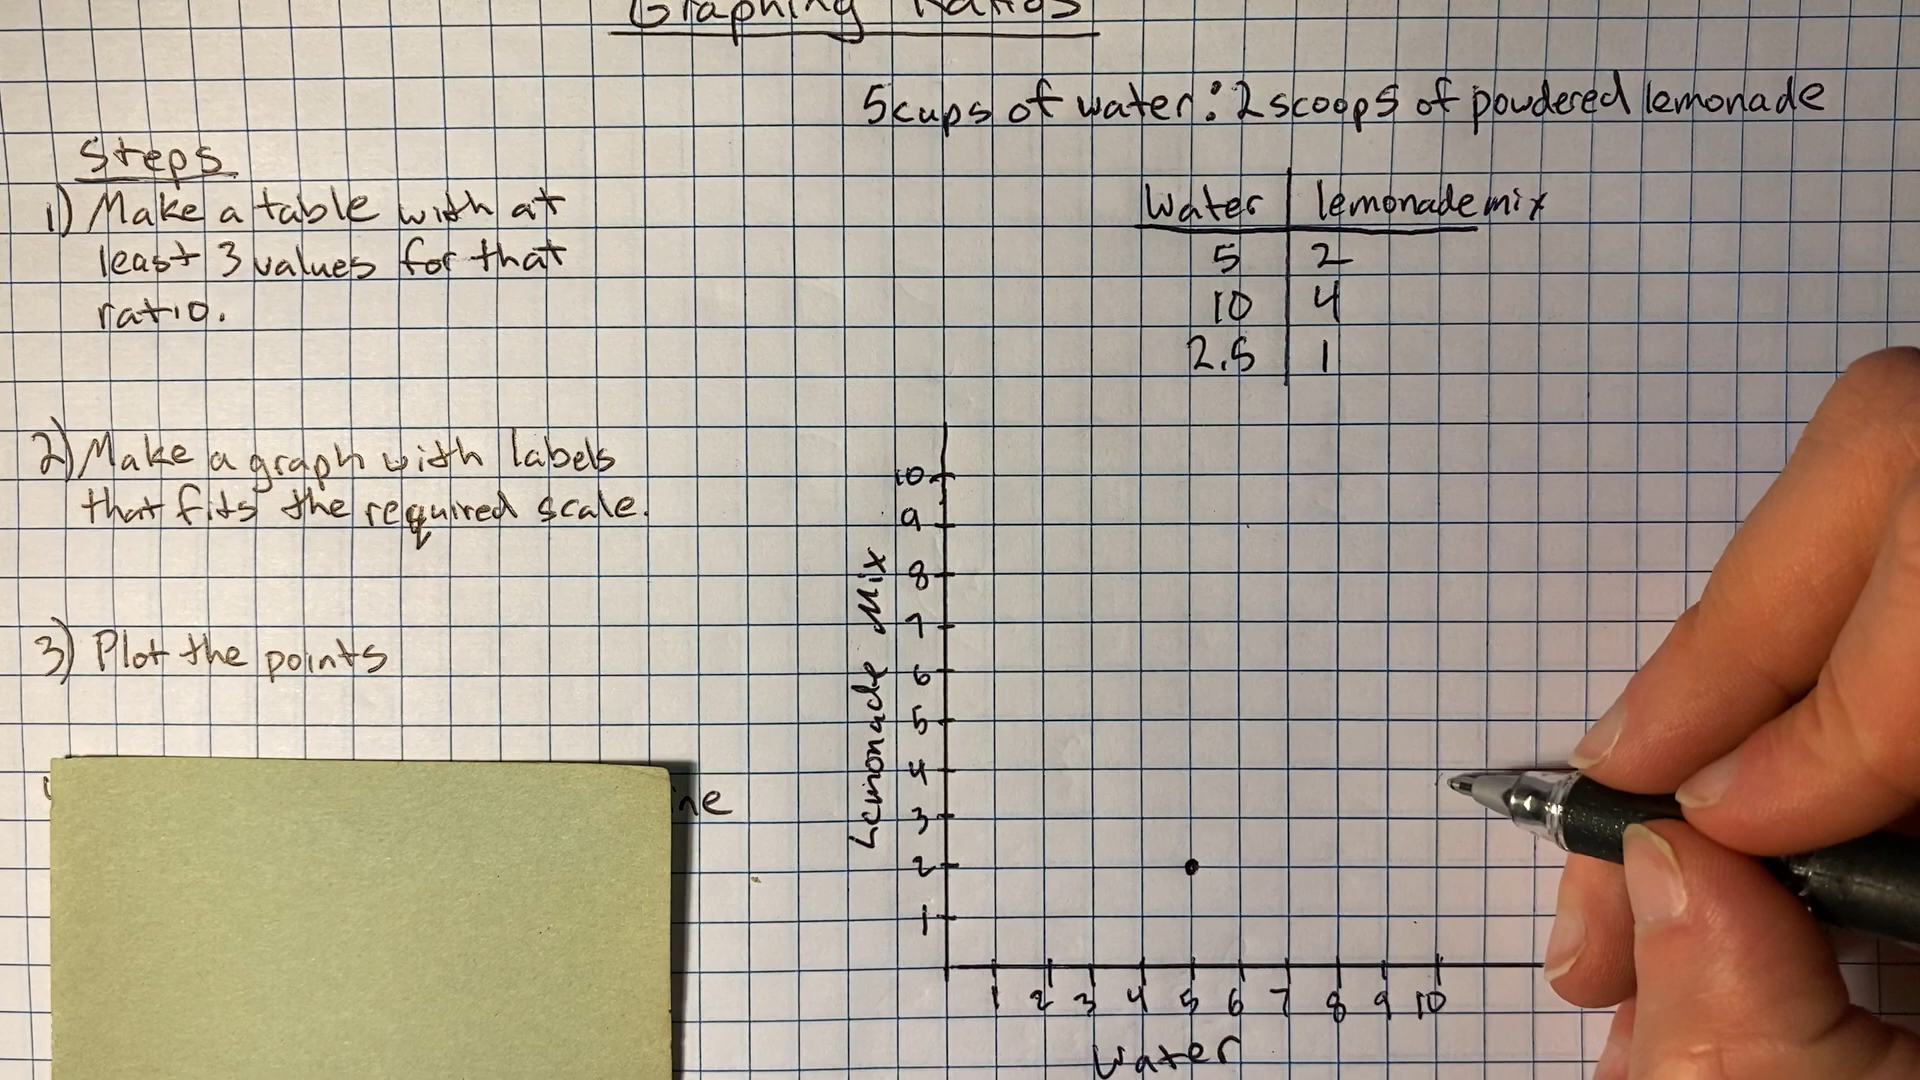 Graphing Ratios
5 cups of water : 2 scoops of powdered lemonade
Steps
1) Make a table with at
least 3 values for that
ratio.
Water lemonade mix
5 2
10 4
2.5 1
2) Make a graph with labels
that fits the required scale.
3) Plot the points
10
9
8
7
6
5
4
3
2
1
Lemonade Mix
1 2 3 4 5 6 7 8 9 10
Water